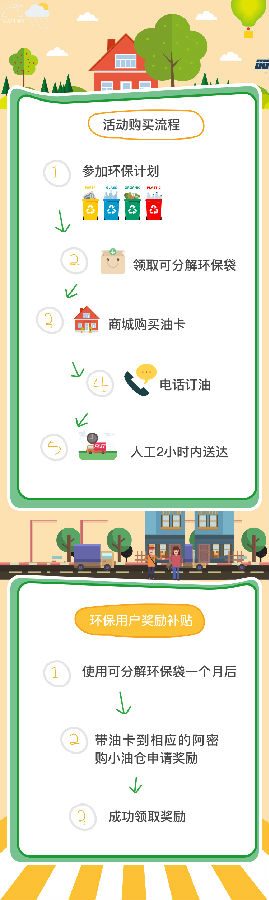 活动购买流程
1
参加环保计划
PLASTIC
2
领取可分解环保袋
3
商城购买油卡
4
电话订油
5
人工2小时内送达
环保用户奖励补贴
1
使用可分解环保袋一个月后
2
带油卡到相应的阿密
购小油仓申请奖励
3
成功领取奖励